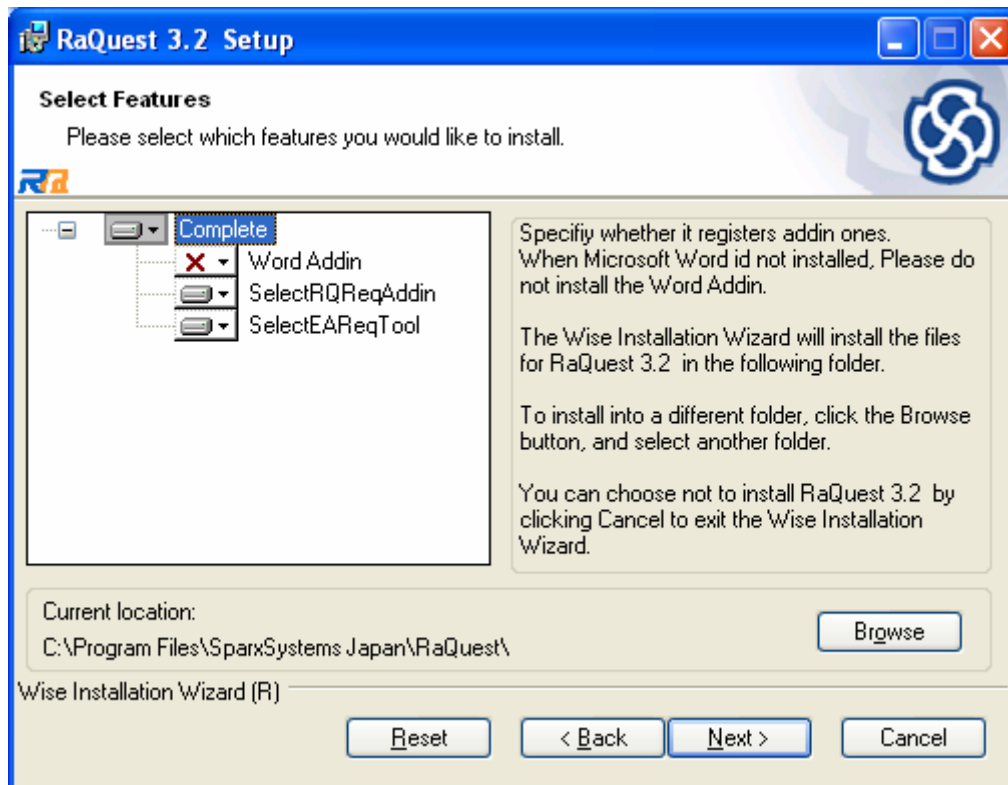 RaQuest 3.2 Setup
Select Features
Please select which features you would like to install.
Ra
Complete
Word Addin
SelectRQReqAddin
SelectEAReqTool
Specifiy whether it registers addin ones.
When Microsoft Word id not installed, Please do
not install the Word Addin.
The Wise Installation Wizard will install the files
for RaQuest 3.2 in the following folder.
To install into a different folder, click the Browse
button, and select another folder.
You can choose not to install RaQuest 3.2 by
clicking Cancel to exit the Wise Installation
Wizard.
Current location:
C:\Program Files\SparxSystems Japan\RaQuest\
Browse
Wise Installation Wizard (R)
Reset
< Back
Next >
Cancel